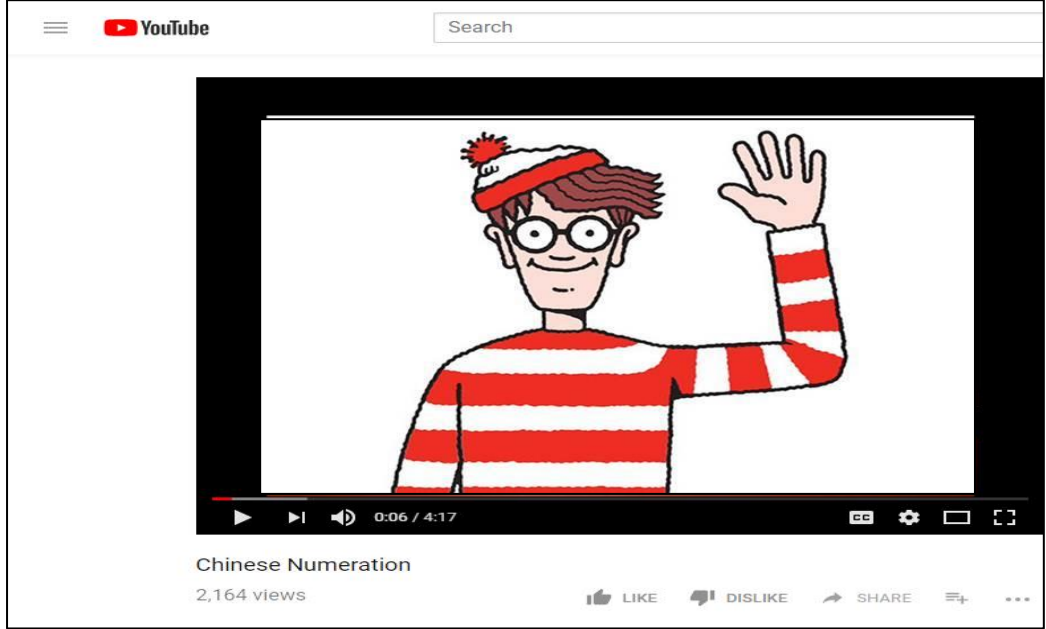 YouTube
Search
0:06 / 4:17
CC
Chinese Numeration
2,164 views
LIKE DISLIKE SHARE